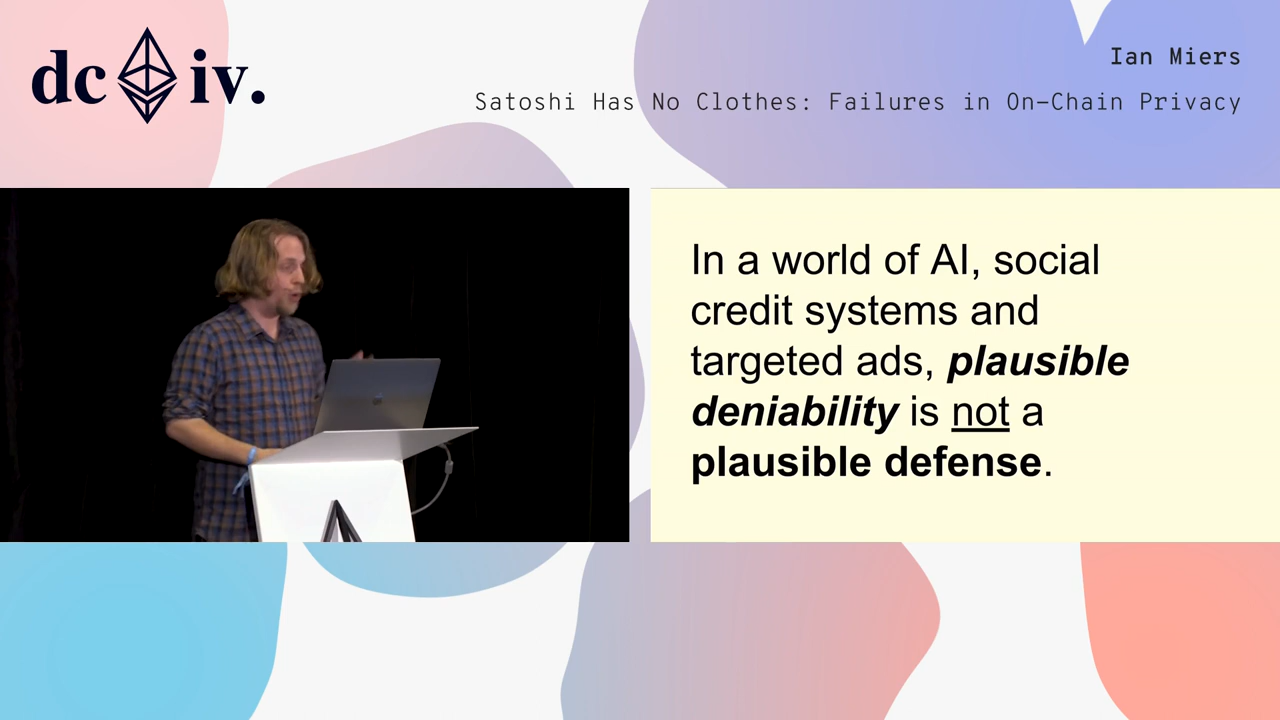 dc iv.
Ian Miers
Satoshi Has No Clothes: Failures in On-Chain Privacy
In a world of AI, social
credit systems and
targeted ads, plausible
deniability is not a
plausible defense.